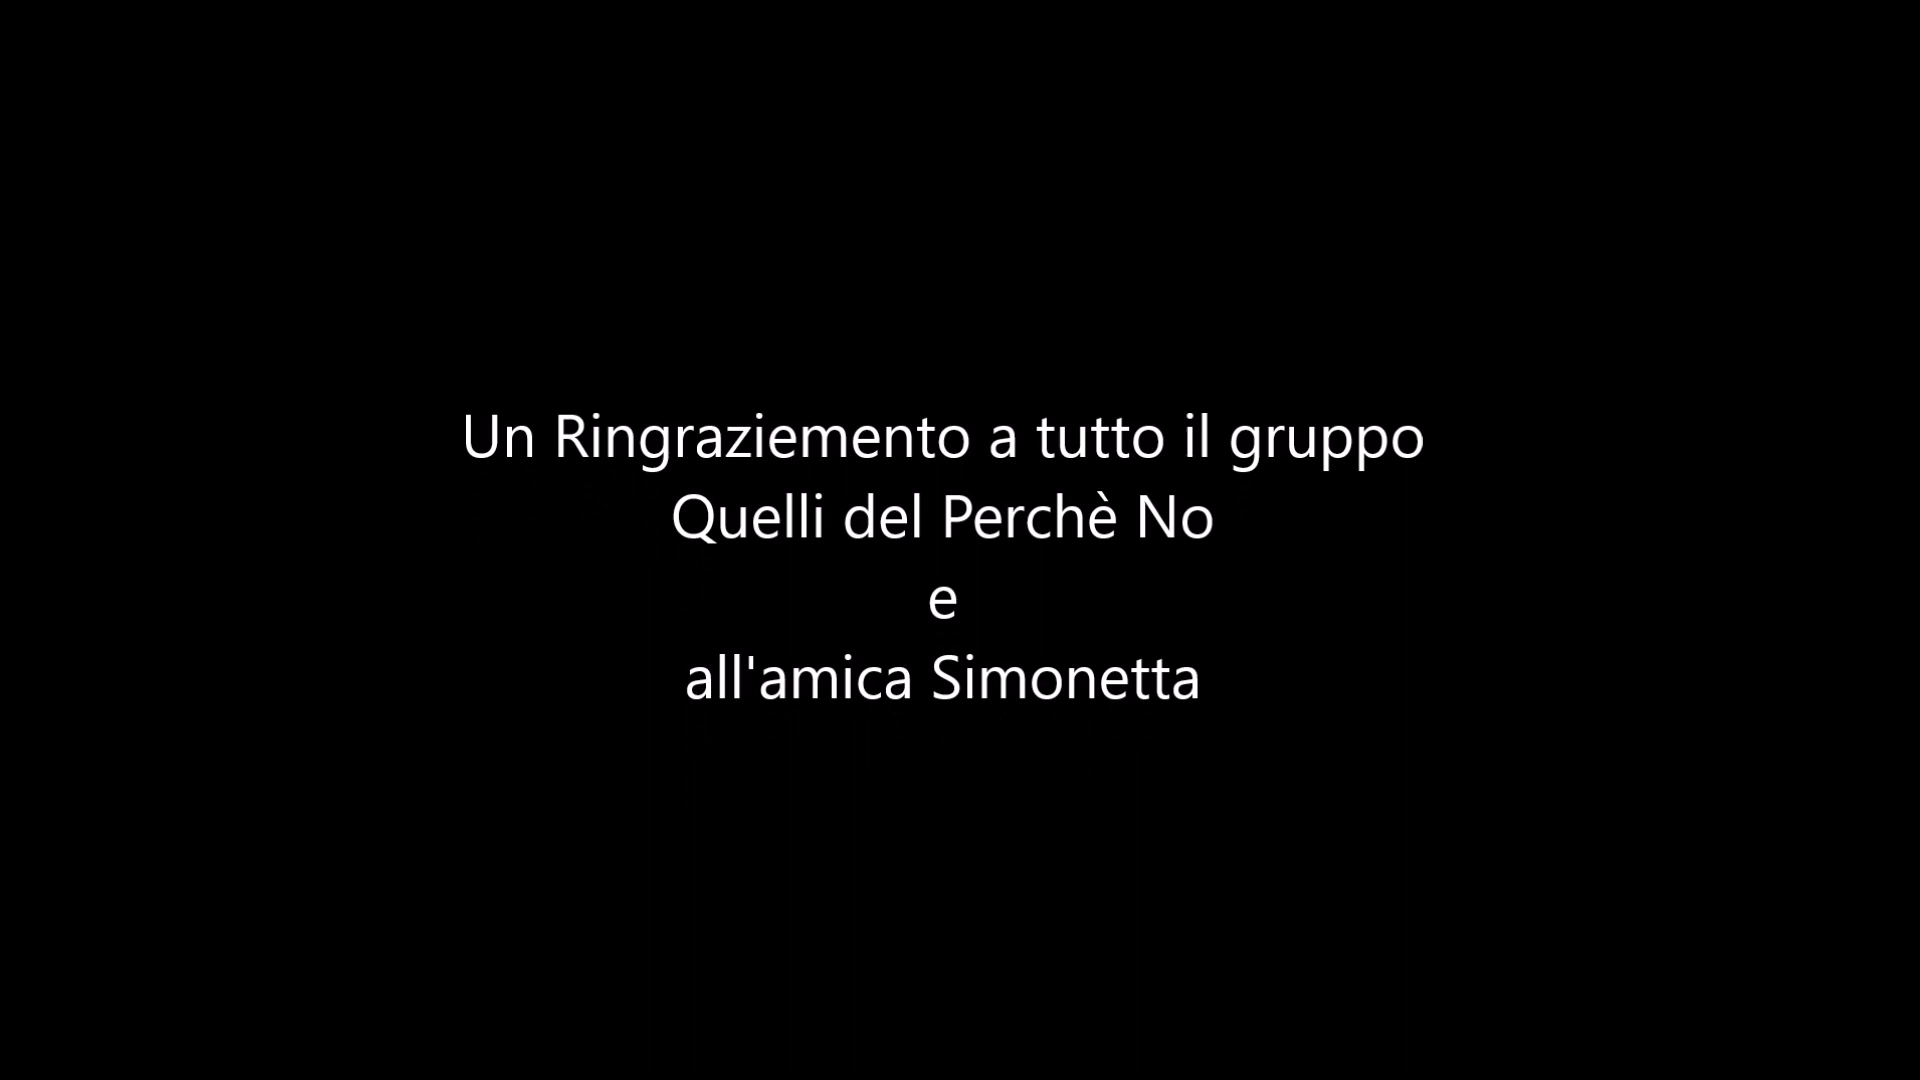 Un Ringraziemento a tutto il gruppo
Quelli del Perchè No
e
all'amica Simonetta